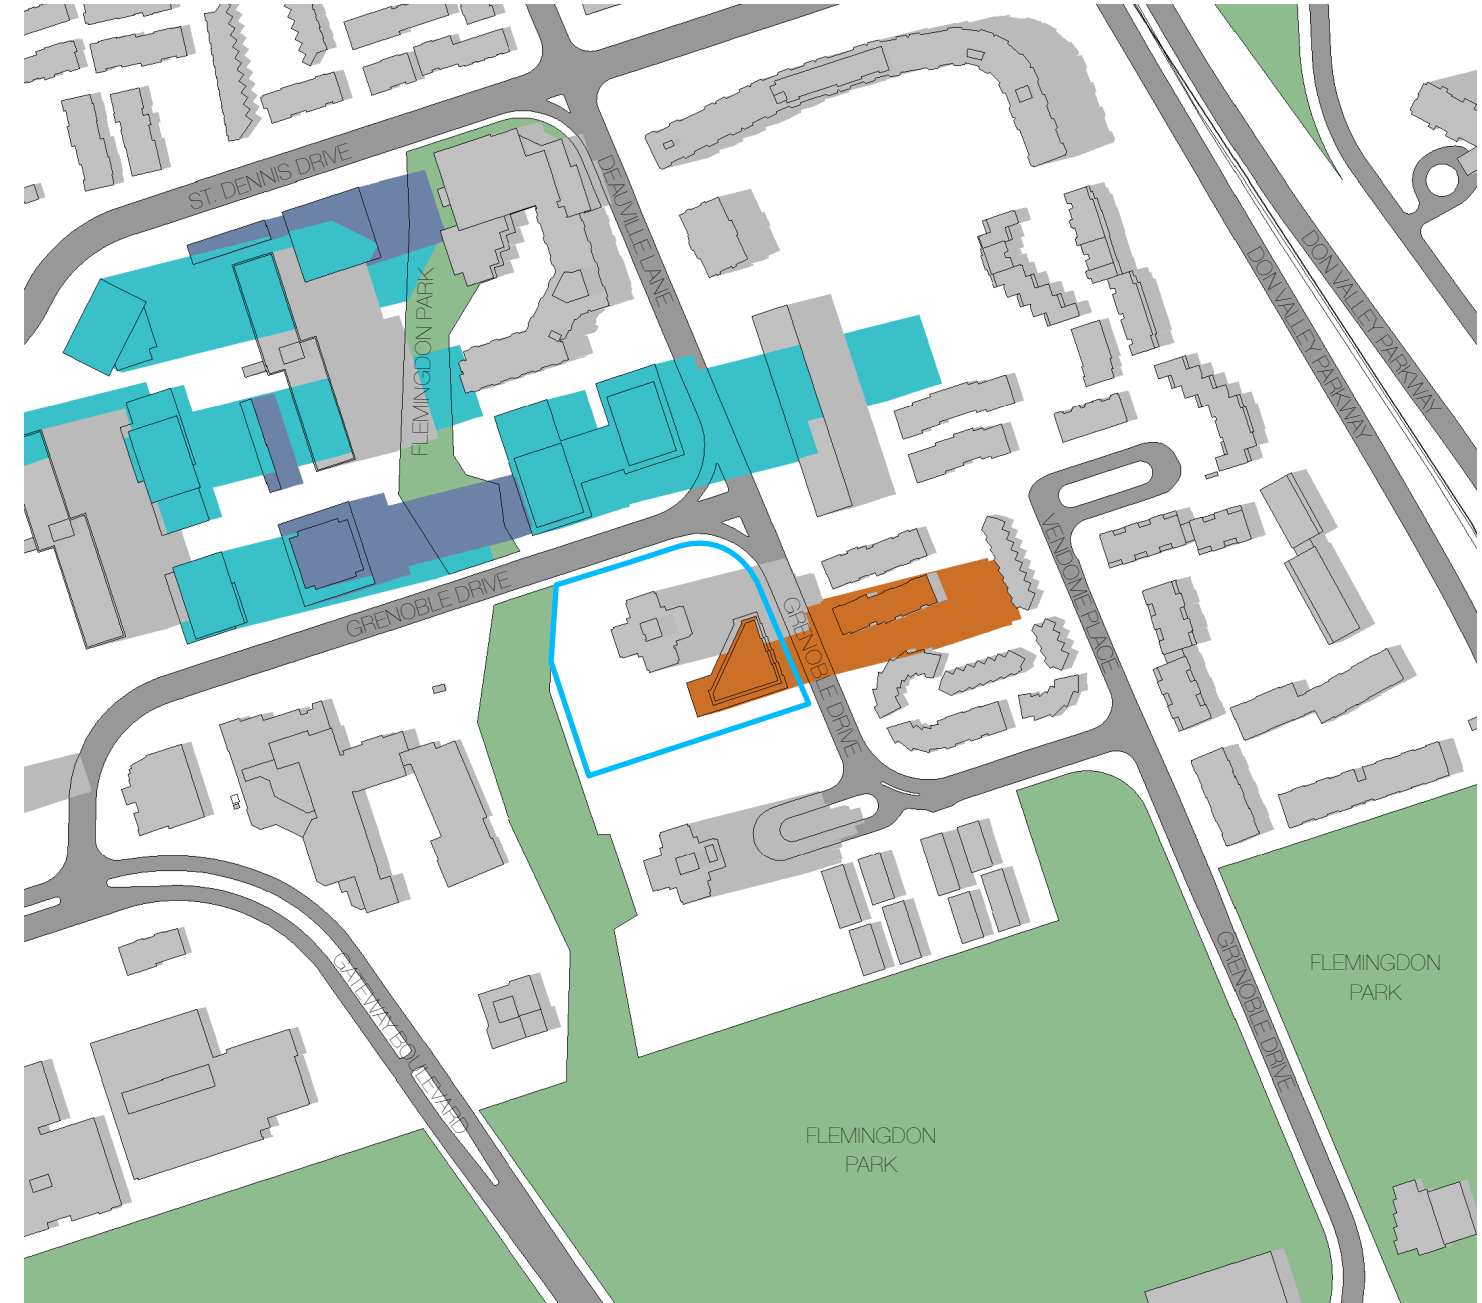 ST. DENNIS DRIVE
DEAUVILLE LANE
DON VALLEY PARKWAY
DON VALLEY PARKWAY
FLEMINGDON PARK
GRENOBLE DRIVE
GRENOBLE DRIVE
VENDOME PLACE
GATEWAY BOULEVARD
GRENOBLE DRIVE
FLEMINGDON
PARK
FLEMINGDON
PARK